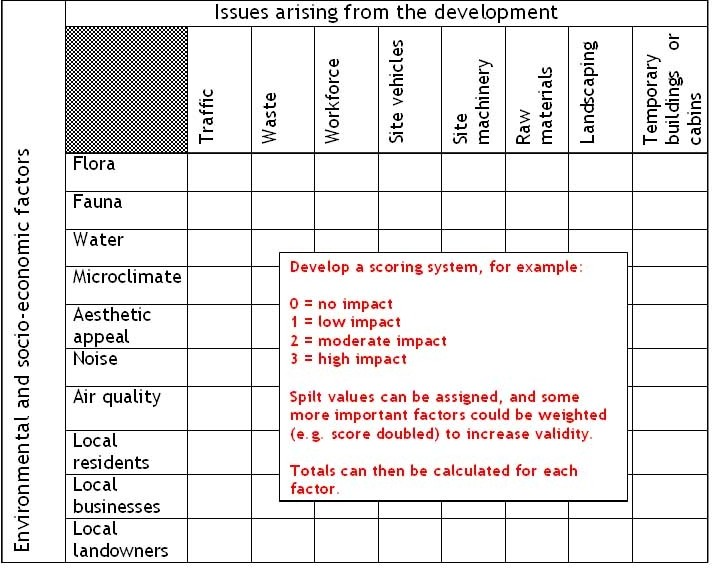 Issues arising from the development
Environmental and socio-economic factors
Traffic
Waste
Workforce
Site vehicles
Site
machinery
Raw
materials
Landscaping
Temporary
buildings or
cabins
Flora
Fauna
Water
Microclimate
Aesthetic
appeal
Noise
Air quality
Local
residents
Local
businesses
Local
landowners
Develop a scoring system, for example:
0 = no impact
1 = low impact
2 = moderate impact
3 = high impact
Spilt values can be assigned, and some
more important factors could be weighted
(e.g. score doubled) to increase validity.
Totals can then be calculated for each
factor.